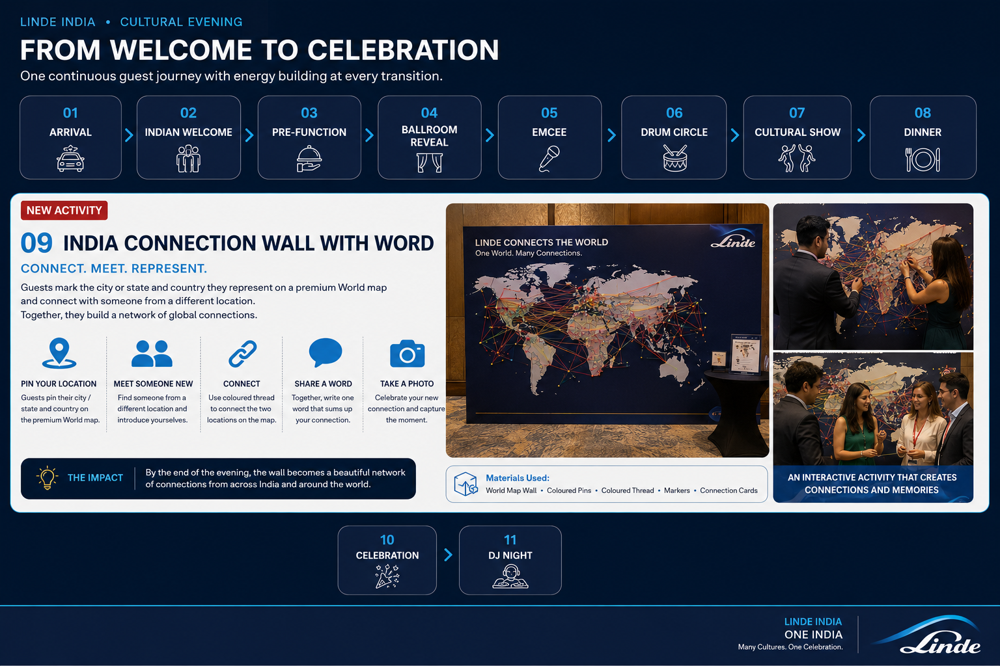 LINDE INDIA • CULTURAL EVENING
FROM WELCOME TO CELEBRATION
One continuous guest journey with energy building at every transition.
01
ARRIVAL
02
INDIAN WELCOME
03
PRE-FUNCTION
04
BALLROOM
REVEAL
05
EMCEE
06
DRUM CIRCLE
07
CULTURAL SHOW
08
DINNER
NEW ACTIVITY
09 INDIA CONNECTION WALL WITH WORD
CONNECT. MEET. REPRESENT.
Guests mark the city or state and country they represent on a premium World map
and connect with someone from a different location.
Together, they build a network of global connections.
PIN YOUR LOCATION
Guests pin their city /
state and country on
the premium World map.
MEET SOMEONE NEW
Find someone from a
different location and
introduce yourselves.
CONNECT
Use coloured thread
to connect the two
locations on the map.
SHARE A WORD
Together, write one
word that sums up
your connection.
TAKE A PHOTO
Celebrate your new
connection and capture
the moment.
THE IMPACT
By the end of the evening, the wall becomes a beautiful network
of connections from across India and around the world.
LINDE CONNECTS THE WORLD
One World. Many Connections.
Linde
Materials Used:
World Map Wall • Coloured Pins • Coloured Thread • Markers • Connection Cards
AN INTERACTIVE ACTIVITY THAT CREATES
CONNECTIONS AND MEMORIES
10
CELEBRATION
11
DJ NIGHT
LINDE INDIA
ONE INDIA
Many Cultures. One Celebration.
Linde